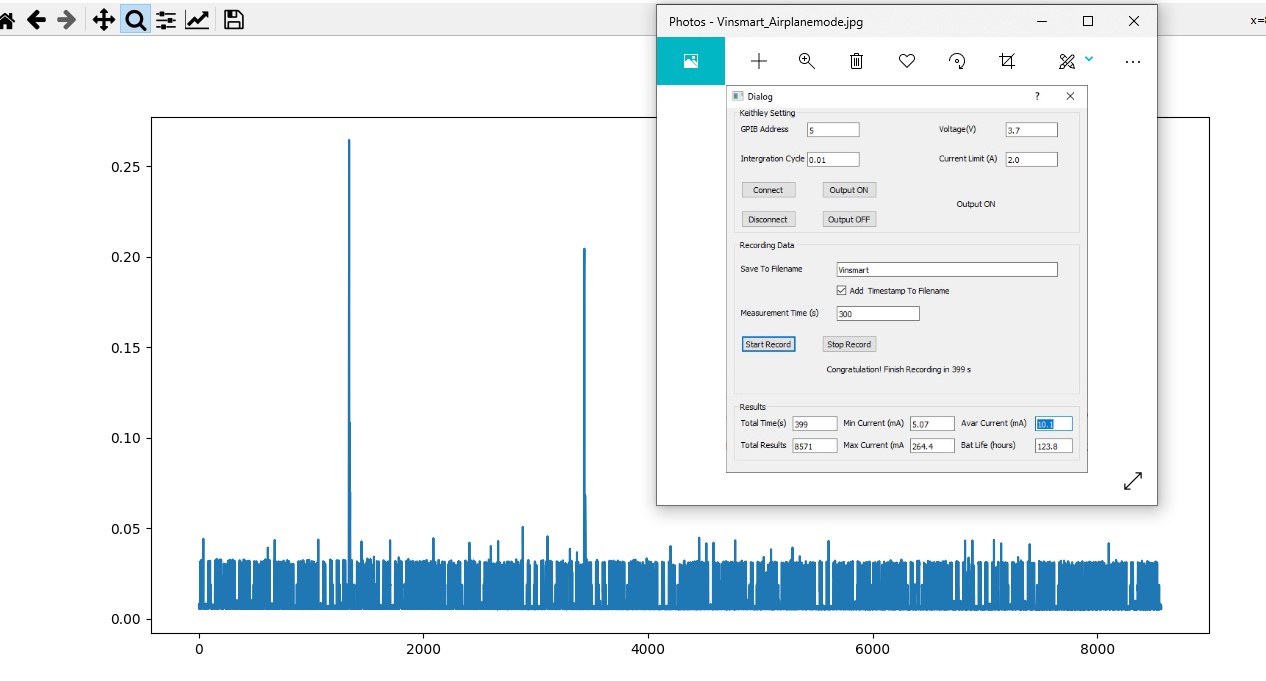 Photos - Vinsmart_Airplanemode.jpg
Dialog ?
Keithley Setting
GPIB Address 5 Voltage(V) 3.7
Intergration Cycle 0.01 Current Limit (A) 2.0
Connect Output ON
Output ON
Disconnect Output OFF
Recording Data
Save To Filename Vinsmart
Add Timestamp To Filename
Measurement Time (s) 300
Start Record Stop Record
Congratulation! Finish Recording in 399 s
Results
Total Time(s) 399 Min Current (mA) 5.07 Avar Current (mA) 10.1
Total Results 8571 Max Current (mA 264.4 Bat Life (hours) 123.8
0.25
0.20
0.15
0.10
0.05
0.00
0 2000 4000 6000 8000